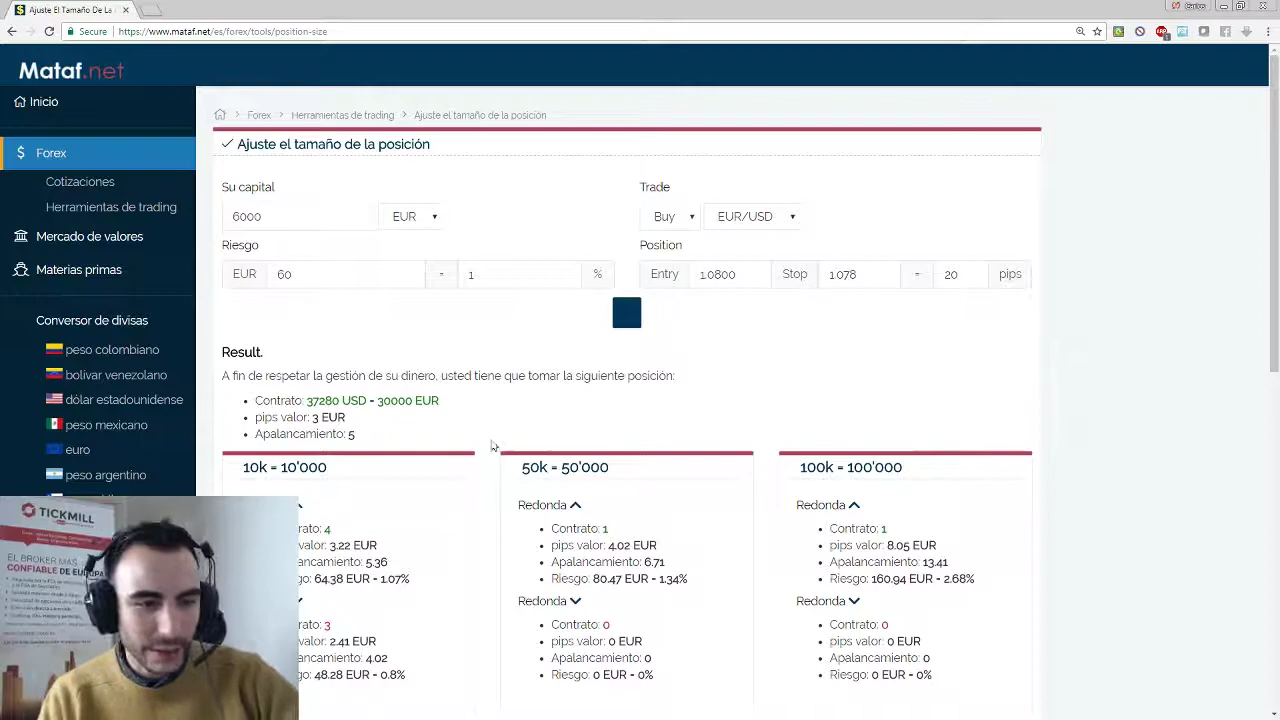 Ajuste El Tamaño De La
Carlos
Secure https://www.mataf.net/es/forex/tools/position-size
Mataf.net
Inicio
Forex > Herramientas de trading > Ajuste el tamaño de la posición
$ Forex
Ajuste el tamaño de la posición
Cotizaciones
Herramientas de trading
Mercado de valores
Materias primas
Conversor de divisas
peso colombiano
bolívar venezolano
dólar estadounidense
peso mexicano
euro
peso argentino
Su capital
Trade
6000 EUR
Buy EUR/USD
Riesgo
Position
EUR 60 = 1 %
Entry 1.0800 Stop 1.078 = 20 pips
Result.
A fin de respetar la gestión de su dinero, usted tiene que tomar la siguiente posición:
Contrato: 37280 USD - 30000 EUR
pips valor: 3 EUR
Apalancamiento: 5
10k = 10'000
trato: 4
valor: 3.22 EUR
lancamiento: 5.36
go: 64.38 EUR - 1.07%
trato: 3
valor: 2.41 EUR
lancamiento: 4.02
go: 48.28 EUR - 0.8%
50k = 50'000
Redonda
Contrato: 1
pips valor: 4.02 EUR
Apalancamiento: 6.71
Riesgo: 80.47 EUR - 1.34%
Redonda
Contrato: 0
pips valor: 0 EUR
Apalancamiento: 0
Riesgo: 0 EUR - 0%
100k = 100'000
Redonda
Contrato: 1
pips valor: 8.05 EUR
Apalancamiento: 13.41
Riesgo: 160.94 EUR - 2.68%
Redonda
Contrato: 0
pips valor: 0 EUR
Apalancamiento: 0
Riesgo: 0 EUR - 0%
TICKMILL
EL BROKER MÁS
CONFIABLE DE EUROPA